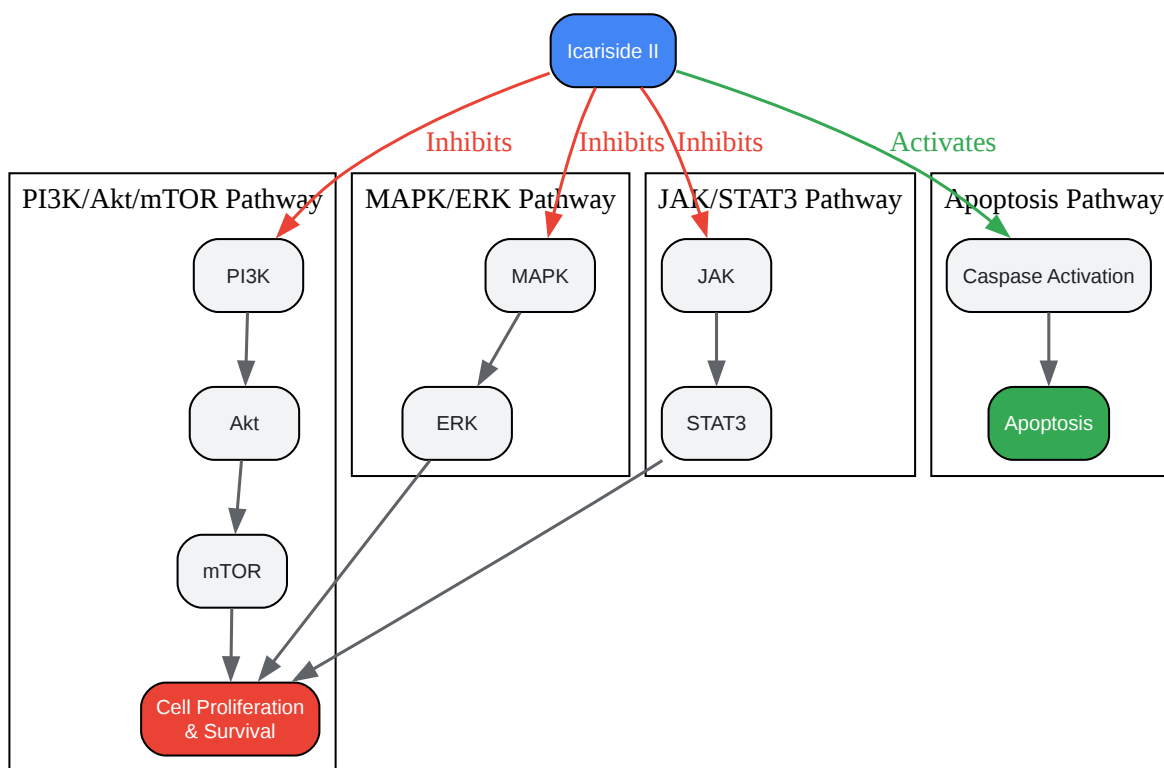 Icariside II
Inhibits
Inhibits
Inhibits
Activates
PI3K/Akt/mTOR Pathway
MAPK/ERK Pathway
JAK/STAT3 Pathway
Apoptosis Pathway
PI3K
MAPK
JAK
Caspase Activation
Akt
ERK
STAT3
Apoptosis
mTOR
Cell Proliferation
& Survival